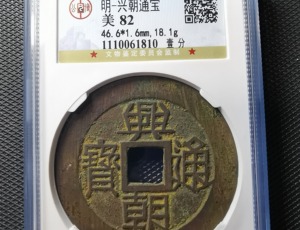 明-兴朝通宝
美 82
46.6*1.6mm,18.1g
1110061810 壹分
興
寶 通
朝